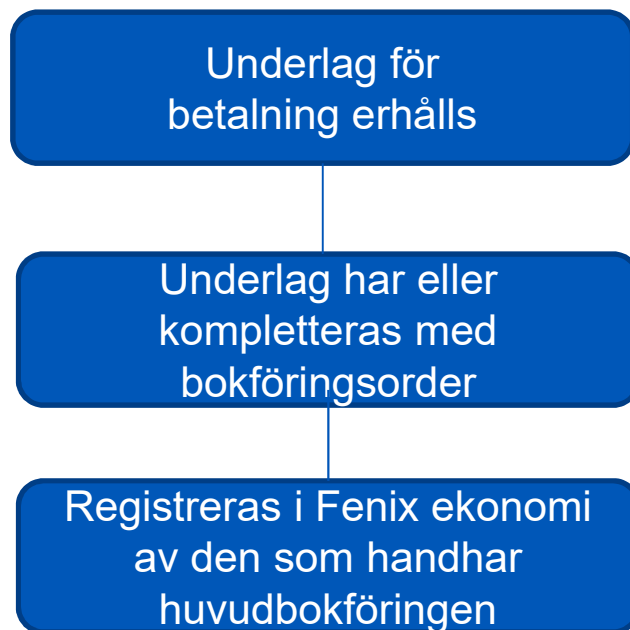 Underlag för
betalning erhålls
Underlag har eller
kompletteras med
bokföringsorder
Registreras i Fenix ekonomi
av den som handhar
huvudbokföringen